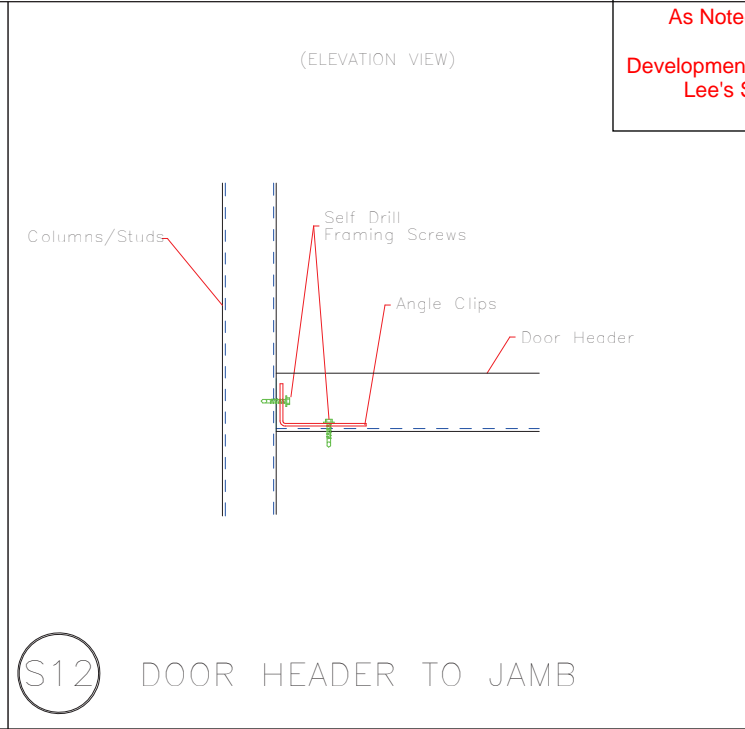 (ELEVATION VIEW)
As Note
Developmen
Lee's
Columns/Studs
Self Drill
Framing Screws
Angle Clips
Door Header
S12 DOOR HEADER TO JAMB